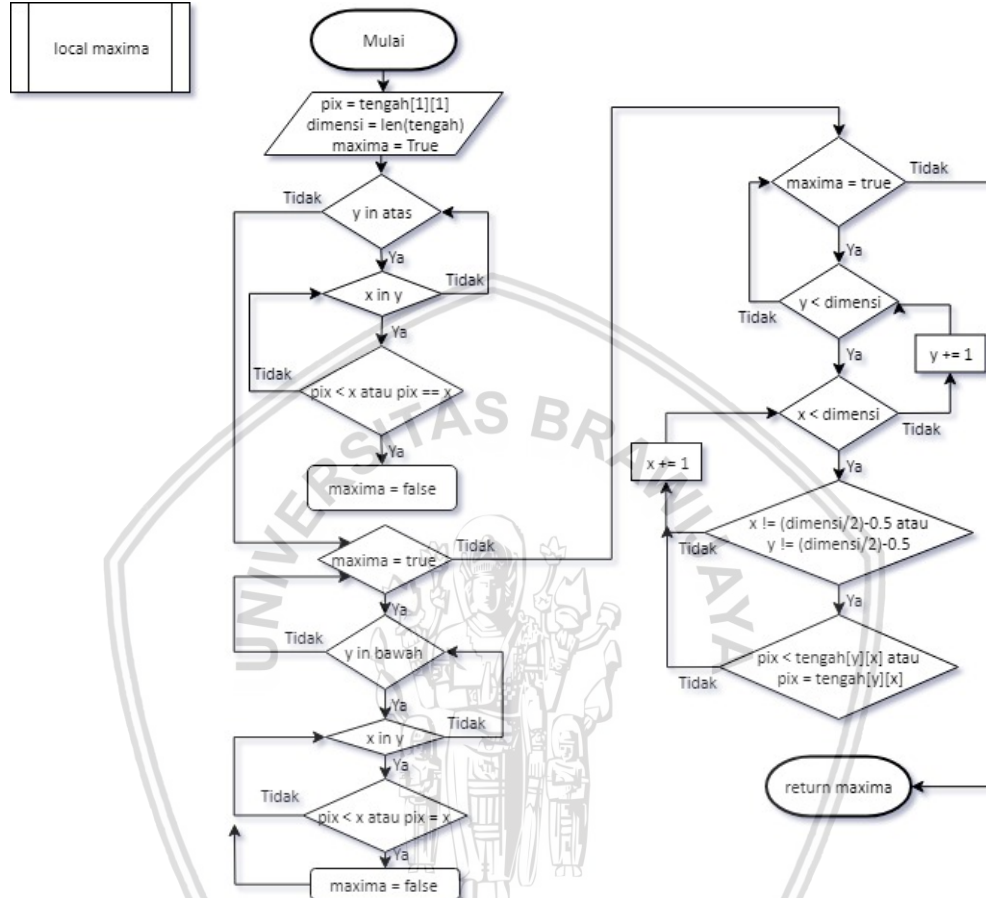 local maxima
Mulai
pix = tengah[1][1]
dimensi = len(tengah)
maxima = True
Tidak
y in atas
Ya
x in y
Tidak
Ya
Tidak
pix < x atau pix == x
Ya
maxima = false
maxima = true
Tidak
Ya
Tidak
y in bawah
Ya
x in y
Tidak
Ya
Tidak
pix < x atau pix = x
Ya
maxima = false
maxima = true
Tidak
Ya
y < dimensi
Tidak
Ya
y += 1
x < dimensi
Tidak
x += 1
Ya
x != (dimensi/2)-0.5 atau
y != (dimensi/2)-0.5
Tidak
Ya
pix < tengah[y][x] atau
pix = tengah[y][x]
Tidak
return maxima
UNIVERSITAS BRAWIJAYA